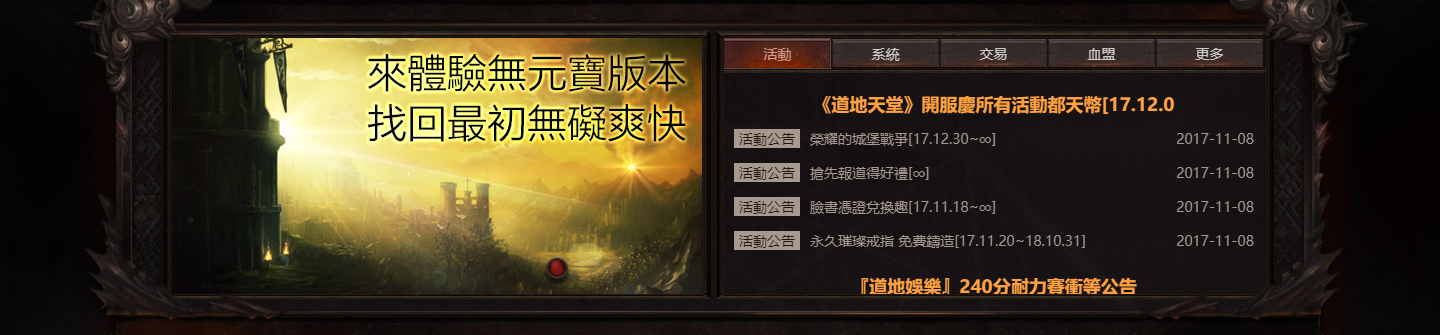 來體驗無元寶版本
找回最初無礙爽快
活動 系統 交易 血盟 更多
《道地天堂》開服慶所有活動都天幣[17.12.0
活動公告 榮耀的城堡戰爭[17.12.30~∞] 2017-11-08
活動公告 搶先報道得好禮[∞] 2017-11-08
活動公告 臉書憑證兌換趣[17.11.18~∞] 2017-11-08
活動公告 永久璀璨戒指 免費鑄造[17.11.20~18.10.31] 2017-11-08
『道地娛樂』240分耐力賽衝等公告